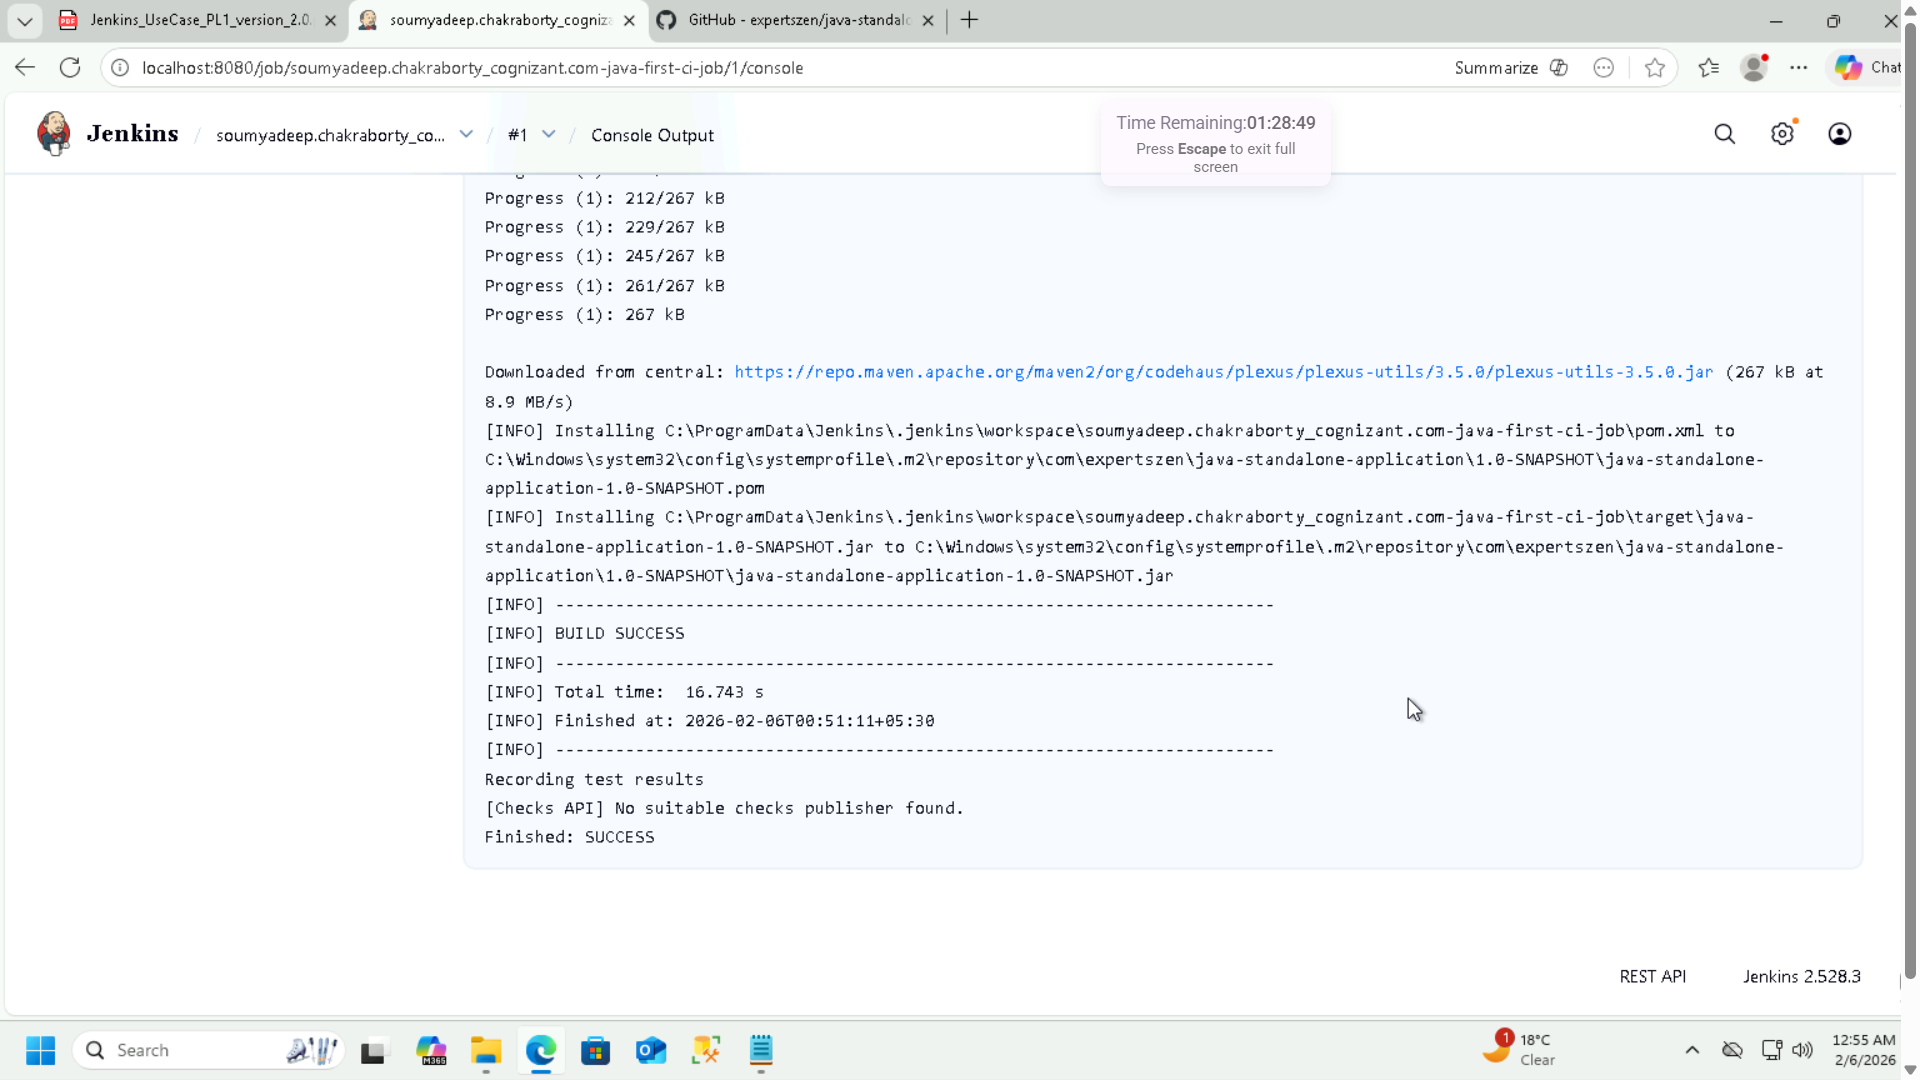 Jenkins_UseCase_PL1_version_2.0.
soumyadeep.chakraborty_cogniza
GitHub - expertszen/java-standalo
localhost:8080/job/soumyadeep.chakraborty_cognizant.com-java-first-ci-job/1/console
Summarize
Chat
Jenkins / soumyadeep.chakraborty_co... / #1 / Console Output
Time Remaining:01:28:49
Press Escape to exit full
screen
Progress (1): 212/267 kB
Progress (1): 229/267 kB
Progress (1): 245/267 kB
Progress (1): 261/267 kB
Progress (1): 267 kB
Downloaded from central: https://repo.maven.apache.org/maven2/org/codehaus/plexus/plexus-utils/3.5.0/plexus-utils-3.5.0.jar (267 kB at
8.9 MB/s)
[INFO] Installing C:\ProgramData\Jenkins\.jenkins\workspace\soumyadeep.chakraborty_cognizant.com-java-first-ci-job\pom.xml to
C:\Windows\system32\config\systemprofile\.m2\repository\com\expertszen\java-standalone-application\1.0-SNAPSHOT\java-standalone-
application-1.0-SNAPSHOT.pom
[INFO] Installing C:\ProgramData\Jenkins\.jenkins\workspace\soumyadeep.chakraborty_cognizant.com-java-first-ci-job\target\java-
standalone-application-1.0-SNAPSHOT.jar to C:\Windows\system32\config\systemprofile\.m2\repository\com\expertszen\java-standalone-
application\1.0-SNAPSHOT\java-standalone-application-1.0-SNAPSHOT.jar
[INFO] ------------------------------------------------------------------------
[INFO] BUILD SUCCESS
[INFO] ------------------------------------------------------------------------
[INFO] Total time:  16.743 s
[INFO] Finished at: 2026-02-06T00:51:11+05:30
[INFO] ------------------------------------------------------------------------
Recording test results
[Checks API] No suitable checks publisher found.
Finished: SUCCESS
REST API
Jenkins 2.528.3
Search
M365
1
18°C
Clear
12:55 AM
2/6/2026